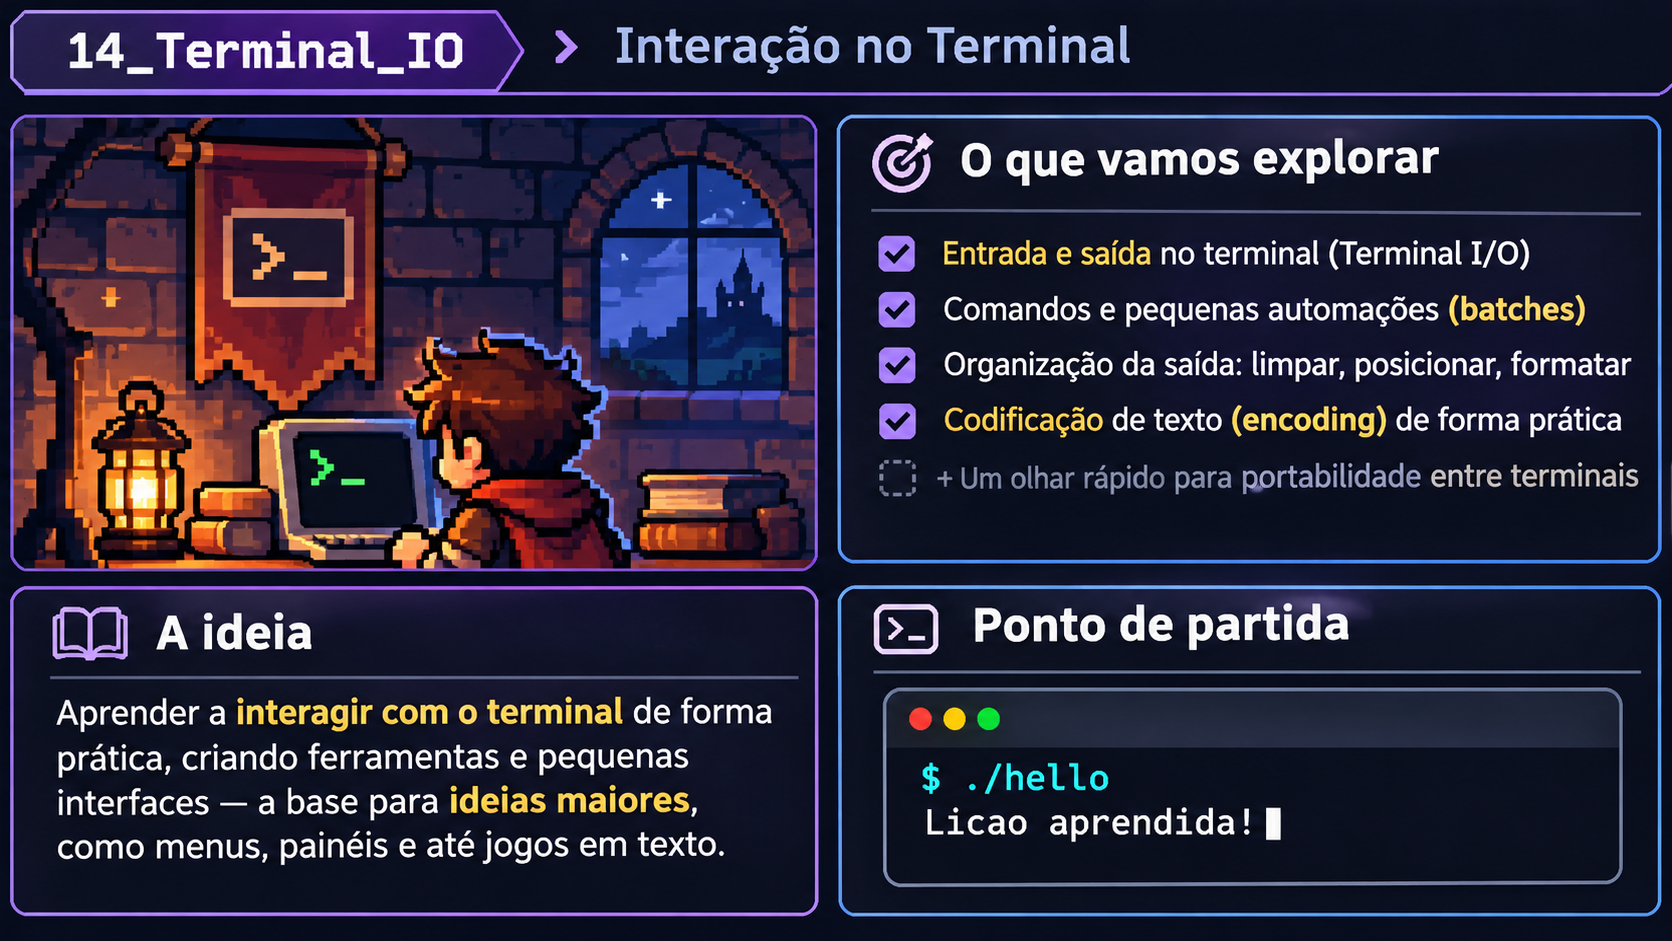 14_Terminal_IO
Interação no Terminal
>_
>_
O que vamos explorar
Entrada e saída no terminal (Terminal I/O)
Comandos e pequenas automações (batches)
Organização da saída: limpar, posicionar, formatar
Codificação de texto (encoding) de forma prática
+ Um olhar rápido para portabilidade entre terminais
A ideia
Aprender a interagir com o terminal de forma
prática, criando ferramentas e pequenas
interfaces — a base para ideias maiores,
como menus, painéis e até jogos em texto.
>_
Ponto de partida
$ ./hello
Licao aprendida!